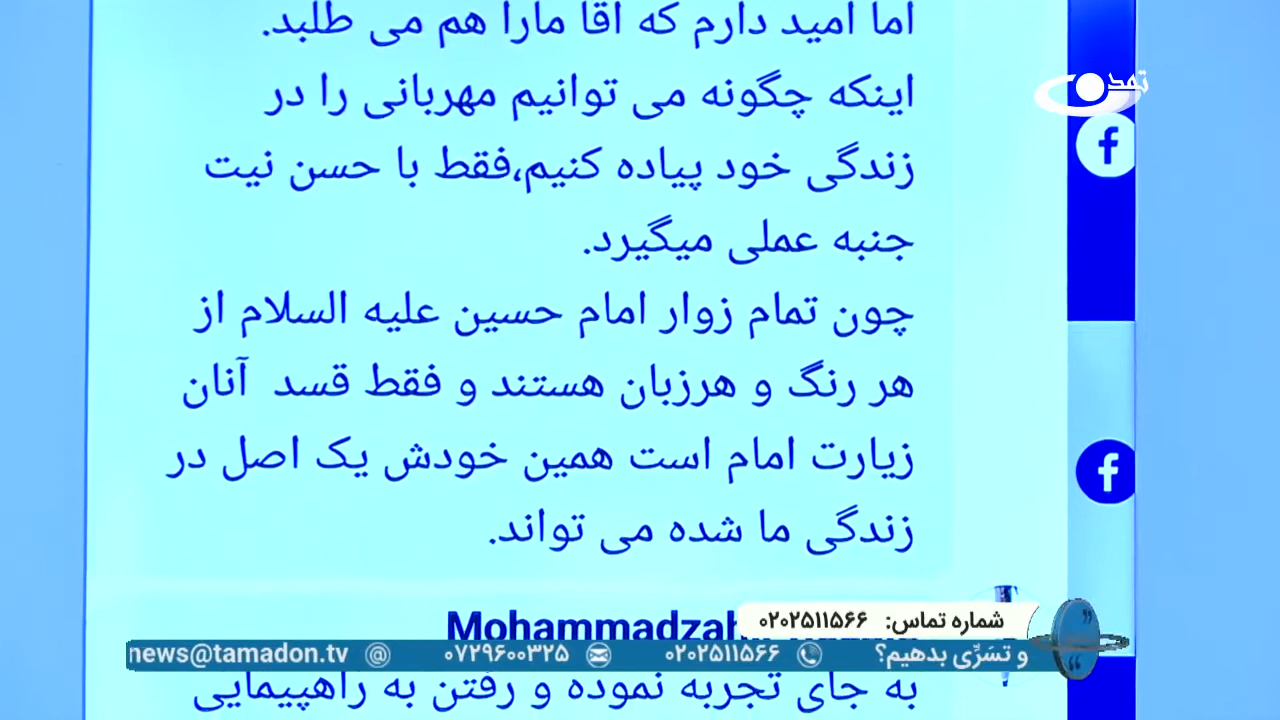 اما امید دارم که آقا مارا هم می طلبد.
اینکه چگونه می توانیم مهربانی را در
زندگی خود پیاده کنیم،فقط با حسن نیت
جنبه عملی میگیرد.
چون تمام زوار امام حسین علیه السلام از
هر رنگ و هرزبان هستند و فقط قسد آنان
زیارت امام است همین خودش یک اصل در
زندگی ما شده می تواند.
تمدن
Mohammadzah
شماره تماس: ۰۲۰۲۵۱۱۵۶۶
و تسَرِّی بدهیم؟ ۰۲۰۲۵۱۱۵۶۶ ۰۷۲۹۶۰۰۳۲۵ @ news@tamadon.tv
به جای تجربه نموده و رفتن به راهپیمایی